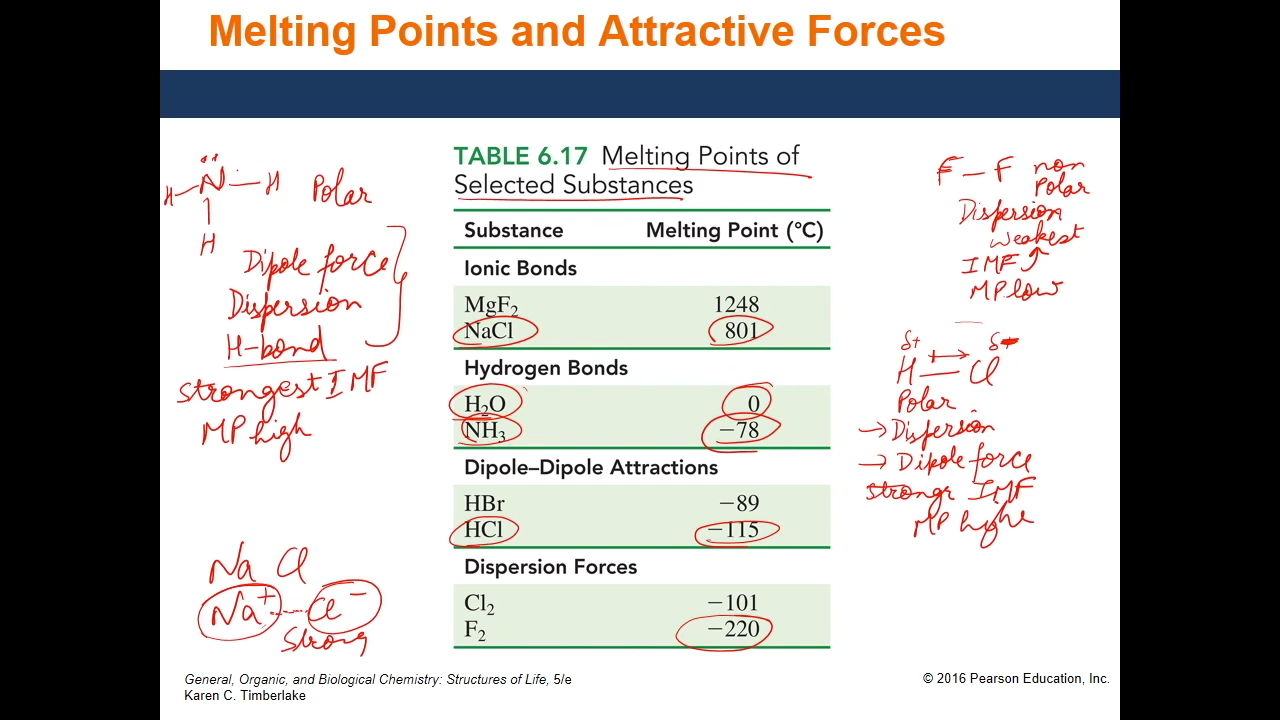 Melting Points and Attractive Forces
N
H
H
H
Polar
Dipole force
Dispersion
H-bond
strongest IMF
MP high
Na Cl
Na+ Cl−
Strong
TABLE 6.17 Melting Points of
Selected Substances
Substance Melting Point (°C)
Ionic Bonds
MgF₂ 1248
NaCl 801
Hydrogen Bonds
H₂O 0
NH₃ −78
Dipole–Dipole Attractions
HBr −89
HCl −115
Dispersion Forces
Cl₂ −101
F₂ −220
F – F non
Polar
Dispersion
weakest
IMF
MP low
δ+ δ-
H — Cl
Polar
→ Dispersion
→ Dipole force
strongr IMF
MP high
General, Organic, and Biological Chemistry: Structures of Life, 5/e
Karen C. Timberlake
© 2016 Pearson Education, Inc.